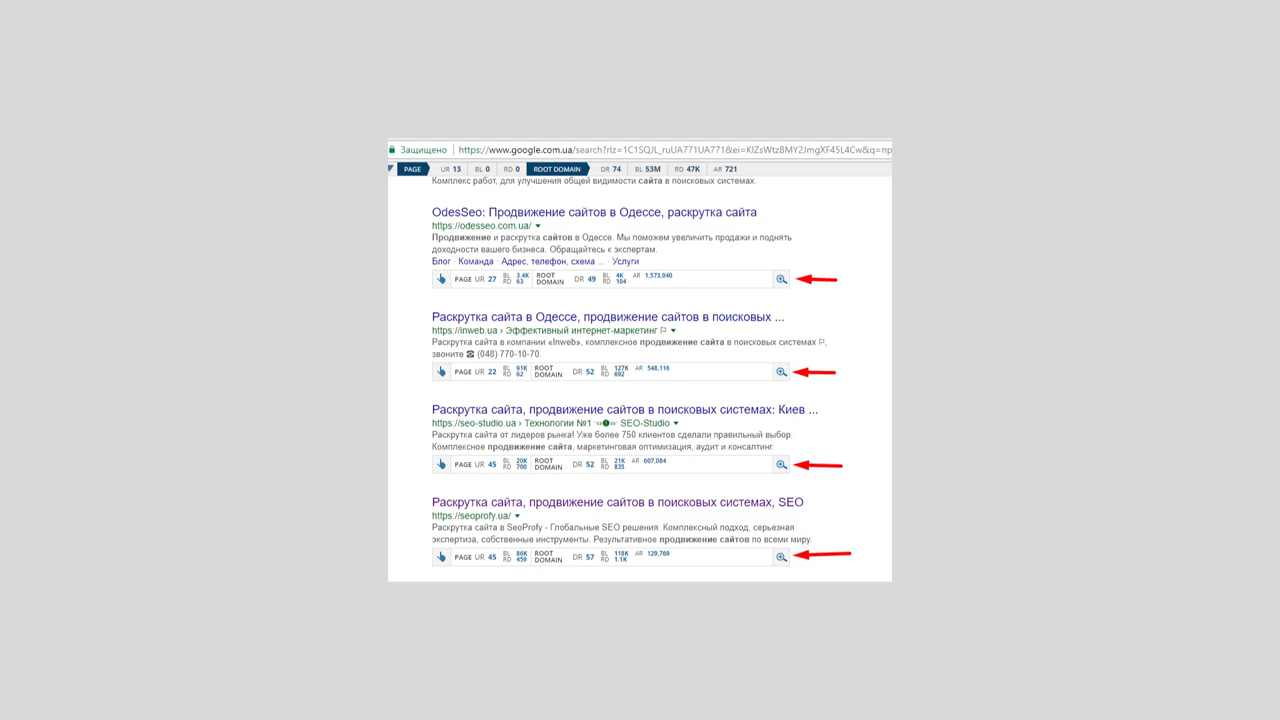 Защищено https://www.google.com.ua/search?rlz=1C1SQJL_ruUA771UA771&ei=KIZsWtzBMY2JmgXF45L4Cw&q=np
PAGE UR 13 BL 0 RD 0 ROOT DOMAIN DR 74 BL 53M RD 47K AR 721
Комплекс работ, для улучшения общей видимости сайта в поисковых системах.
OdesSeo: Продвижение сайтов в Одессе, раскрутка сайта
https://odesseo.com.ua/
Продвижение и раскрутка сайтов в Одессе. Мы поможем увеличить продажи и поднять
доходности вашего бизнеса. Обращайтесь к экспертам.
Блог · Команда · Адрес, телефон, схема ... · Услуги
PAGE UR 27 BL 3.4K ROOT DR 49 BL 4K AR 1,573,040
RD 63 DOMAIN RD 104
Раскрутка сайта в Одессе, продвижение сайтов в поисковых ...
https://inweb.ua › Эффективный интернет-маркетинг
Раскрутка сайта в компании «Inweb», комплексное продвижение сайта в поисковых системах ,
звоните ☎ (048) 770-10-70.
PAGE UR 22 BL 91K ROOT DR 52 BL 127K AR 548,116
RD 62 DOMAIN RD 692
Раскрутка сайта, продвижение сайтов в поисковых системах: Киев ...
https://seo-studio.ua › Технологии №1 SEO-Studio
Раскрутка сайта от лидеров рынка! Уже более 750 клиентов сделали правильный выбор.
Комплексное продвижение сайта, маркетинговая оптимизация, аудит и консалтинг.
PAGE UR 45 BL 20K ROOT DR 52 BL 21K AR 607,084
RD 700 DOMAIN RD 835
Раскрутка сайта, продвижение сайтов в поисковых системах, SEO
https://seoprofy.ua/
Раскрутка сайта в SeoProfy - Глобальные SEO решения. Комплексный подход, серьезная
экспертиза, собственные инструменты. Результативное продвижение сайтов по всему миру.
PAGE UR 45 BL 86K ROOT DR 57 BL 118K AR 129,769
RD 459 DOMAIN RD 1.1K